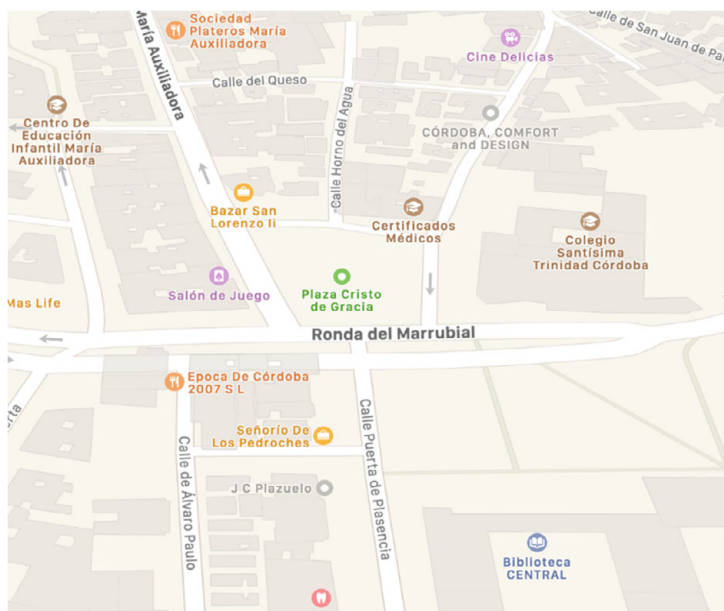 Sociedad
Plateros María
Auxiliadora
María Auxiliadora
Calle de San Juan de
Cine Delicias
Calle del Queso
Calle Horno del Agua
Centro De
Educación
Infantil María
Auxiliadora
CÓRDOBA, COMFORT
and DESIGN
Bazar San
Lorenzo Ii
Certificados
Médicos
Colegio
Santísima
Trinidad Córdoba
Salón de Juego
Plaza Cristo
de Gracia
Mas Life
Ronda del Marrubial
Epoca De Córdoba
2007 S L
Señorío De
Los Pedroches
Calle de Álvaro Paulo
Calle Puerta de Plasencia
J C Plazuelo
Biblioteca
CENTRAL